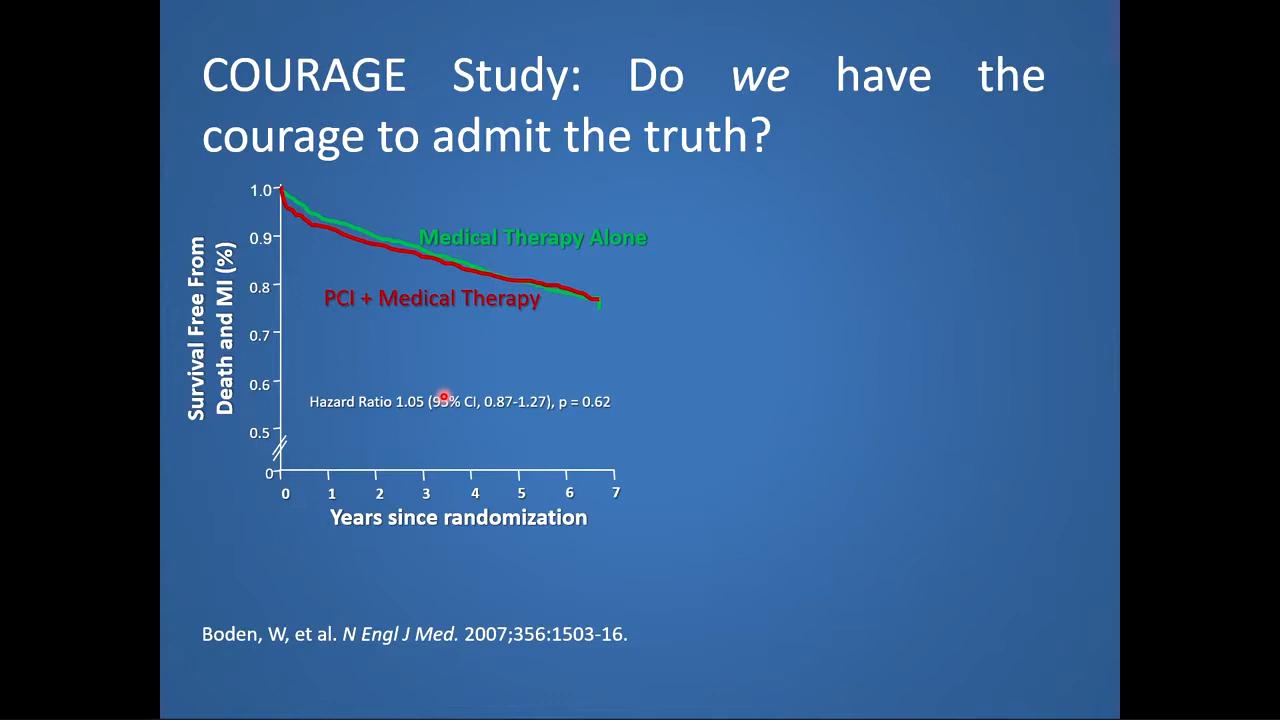 COURAGE Study: Do we have the
courage to admit the truth?
1.0
0.9
0.8
0.7
0.6
0.5
0
Survival Free From
Death and MI (%)
Medical Therapy Alone
PCI + Medical Therapy
Hazard Ratio 1.05 (95% CI, 0.87-1.27), p = 0.62
0 1 2 3 4 5 6 7
Years since randomization
Boden, W, et al. N Engl J Med. 2007;356:1503-16.